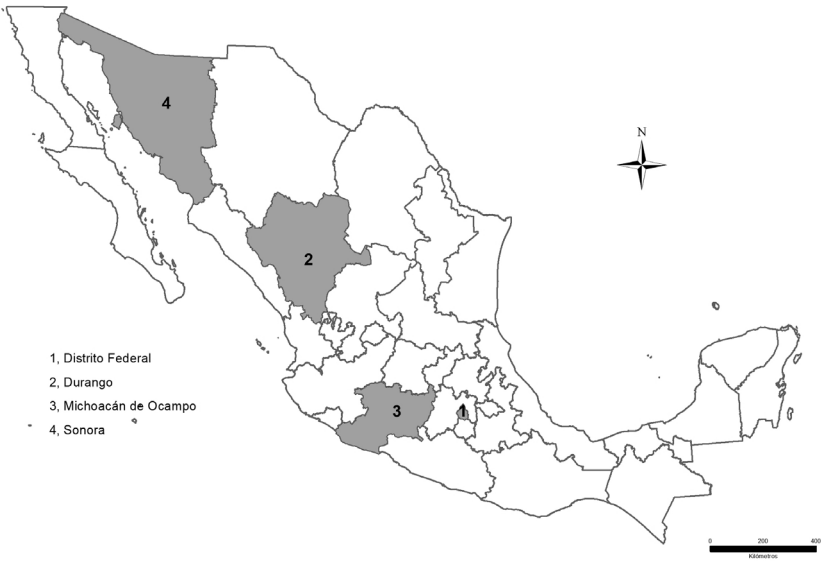 4
N
2
1, Distrito Federal
2, Durango
3, Michoacán de Ocampo
4, Sonora
3
1
0 200 400
Kilómetros